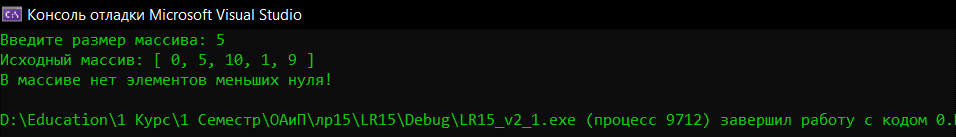 Консоль отладки Microsoft Visual Studio
Введите размер массива: 5
Исходный массив: [ 0, 5, 10, 1, 9 ]
В массиве нет элементов меньших нуля!
D:\Education\1 Курс\1 Семестр\ОАиП\лр15\LR15\Debug\LR15_v2_1.exe (процесс 9712) завершил работу с кодом 0.